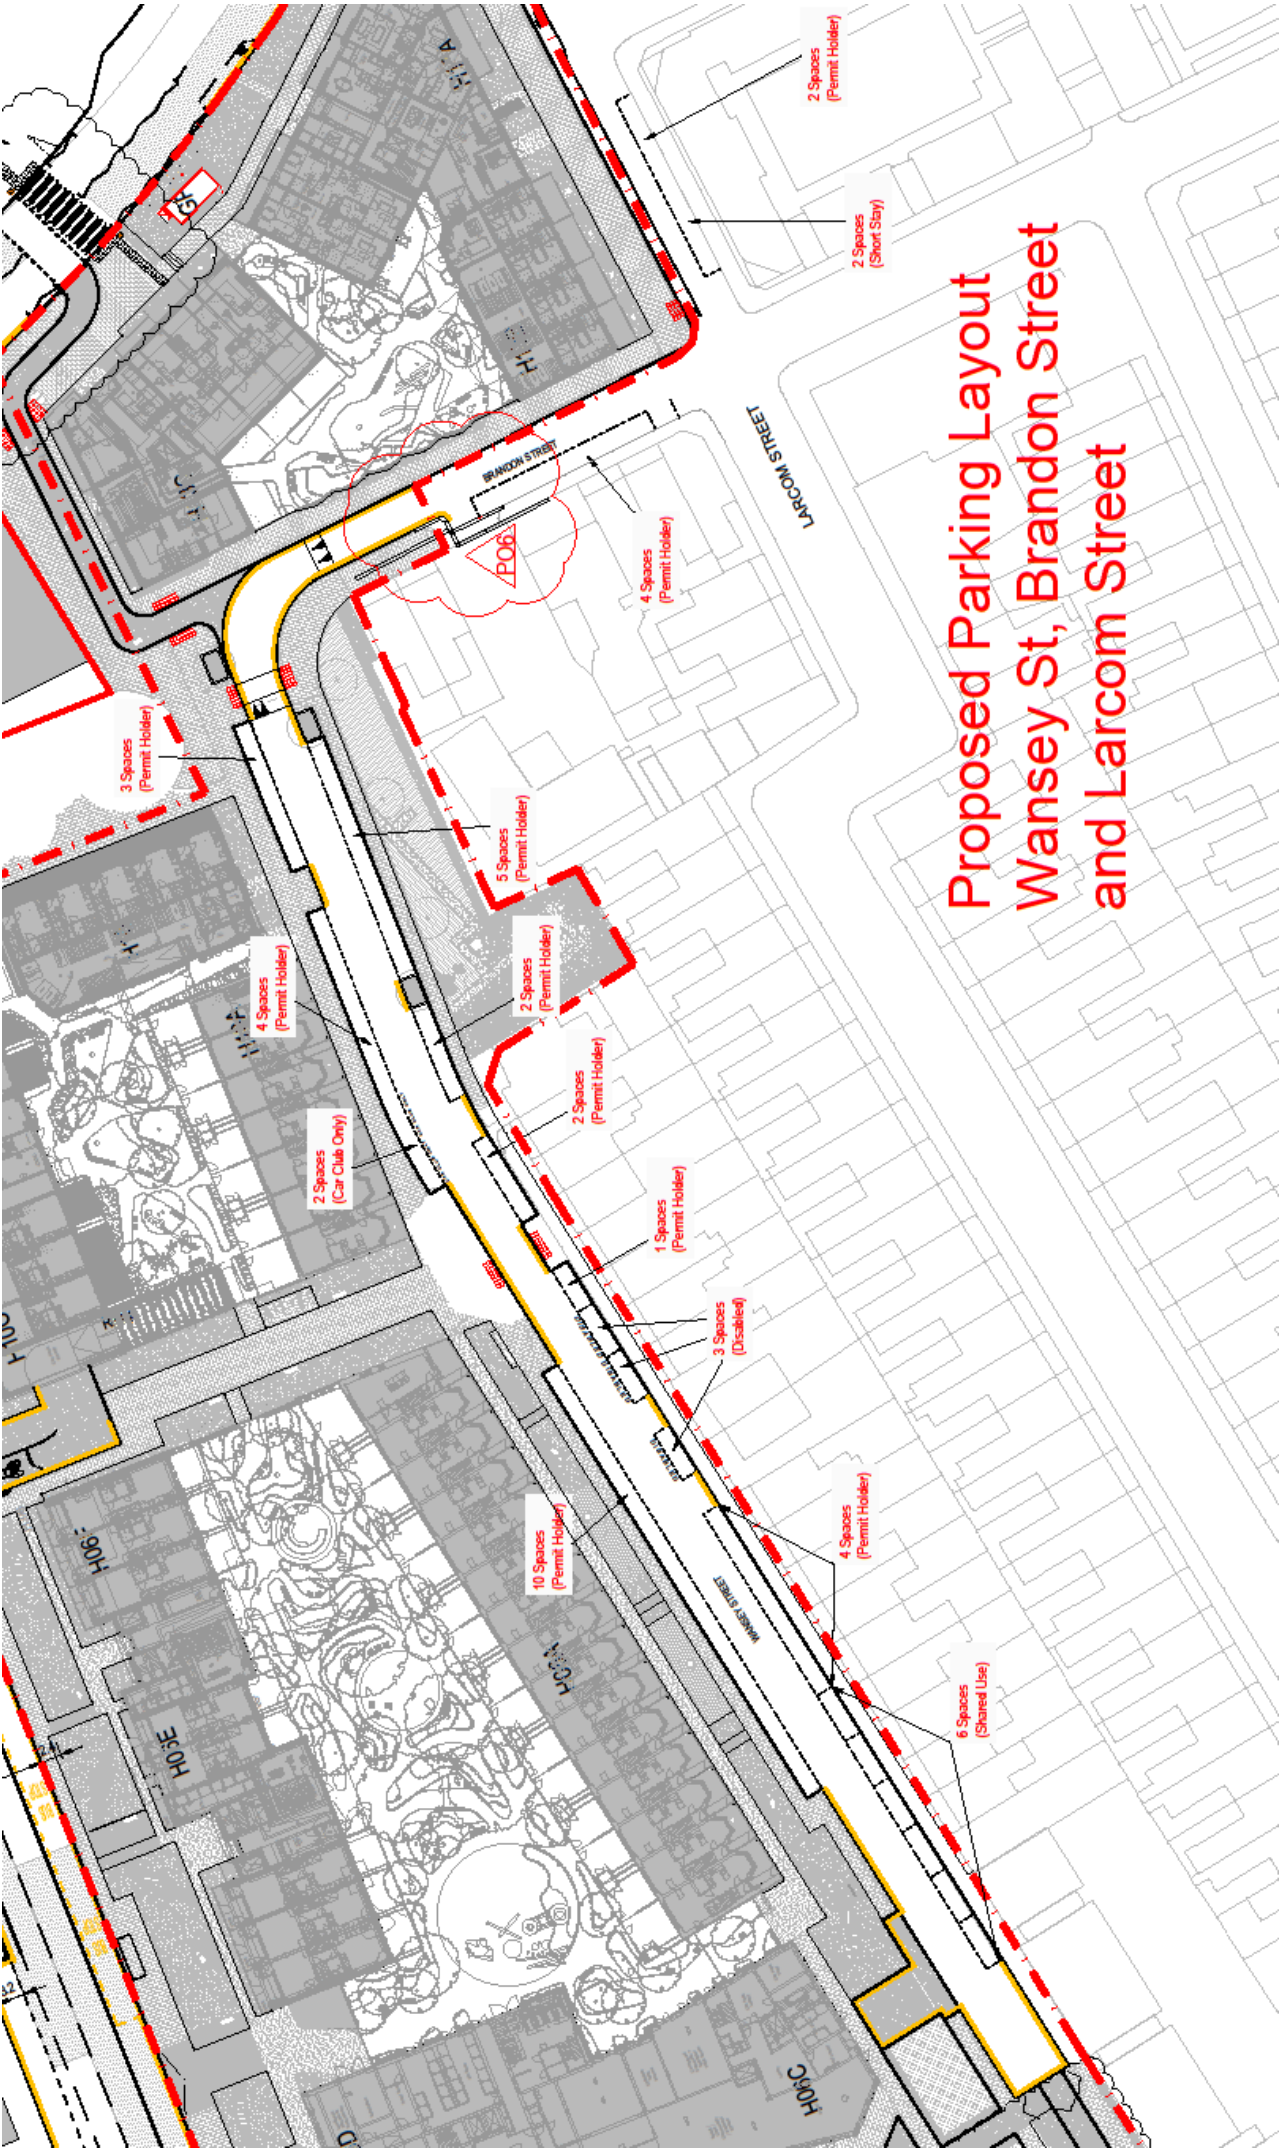 Proposed Parking Layout
Wansey St, Brandon Street
and Larcom Street
2 Spaces
(Permit Holder)
2 Spaces
(Short Stay)
LARCOM STREET
BRANDON STREET
4 Spaces
(Permit Holder)
P06
3 Spaces
(Permit Holder)
5 Spaces
(Permit Holder)
4 Spaces
(Permit Holder)
2 Spaces
(Permit Holder)
2 Spaces
(Permit Holder)
2 Spaces
(Car Club Only)
1 Spaces
(Permit Holder)
3 Spaces
(Disabled)
10 Spaces
(Permit Holder)
4 Spaces
(Permit Holder)
WANSEY STREET
6 Spaces
(Shared Use)
H06E
H06C